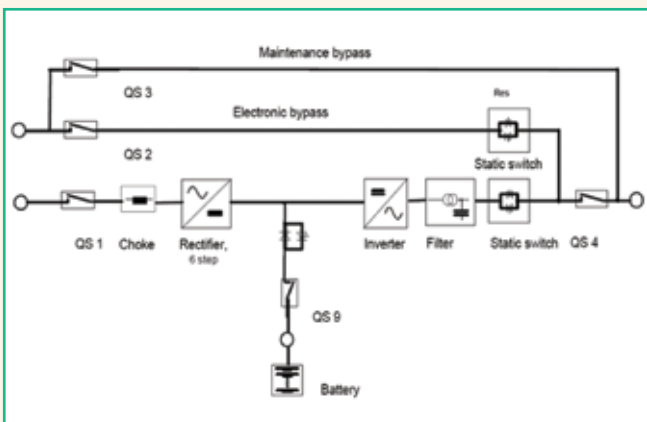 Maintenance bypass
QS 3
Res
Electronic bypass
QS 2
Static switch
QS 1
Choke
Rectifier,
6 step
Inverter
Filter
Static switch
QS 4
QS 9
Battery